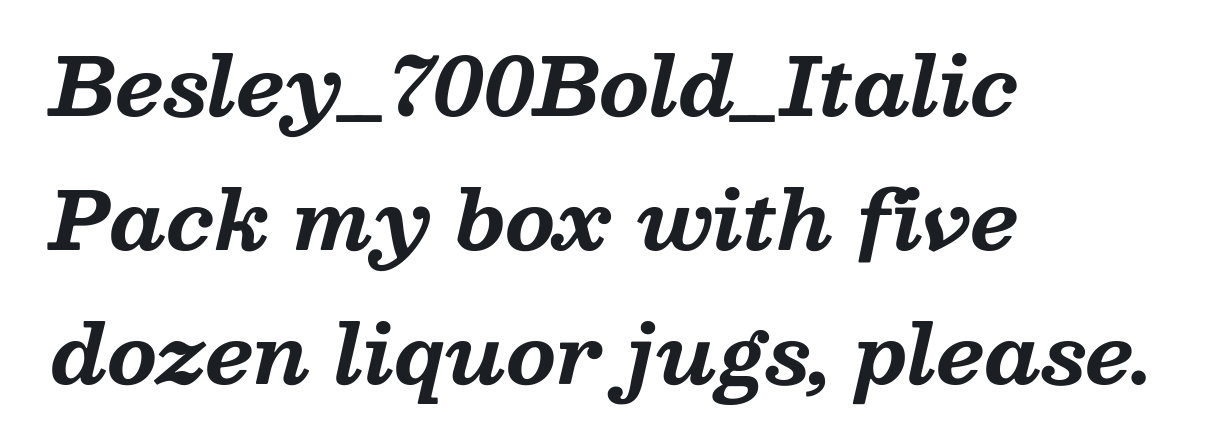 Besley_700Bold_Italic
Pack my box with five
dozen liquor jugs, please.